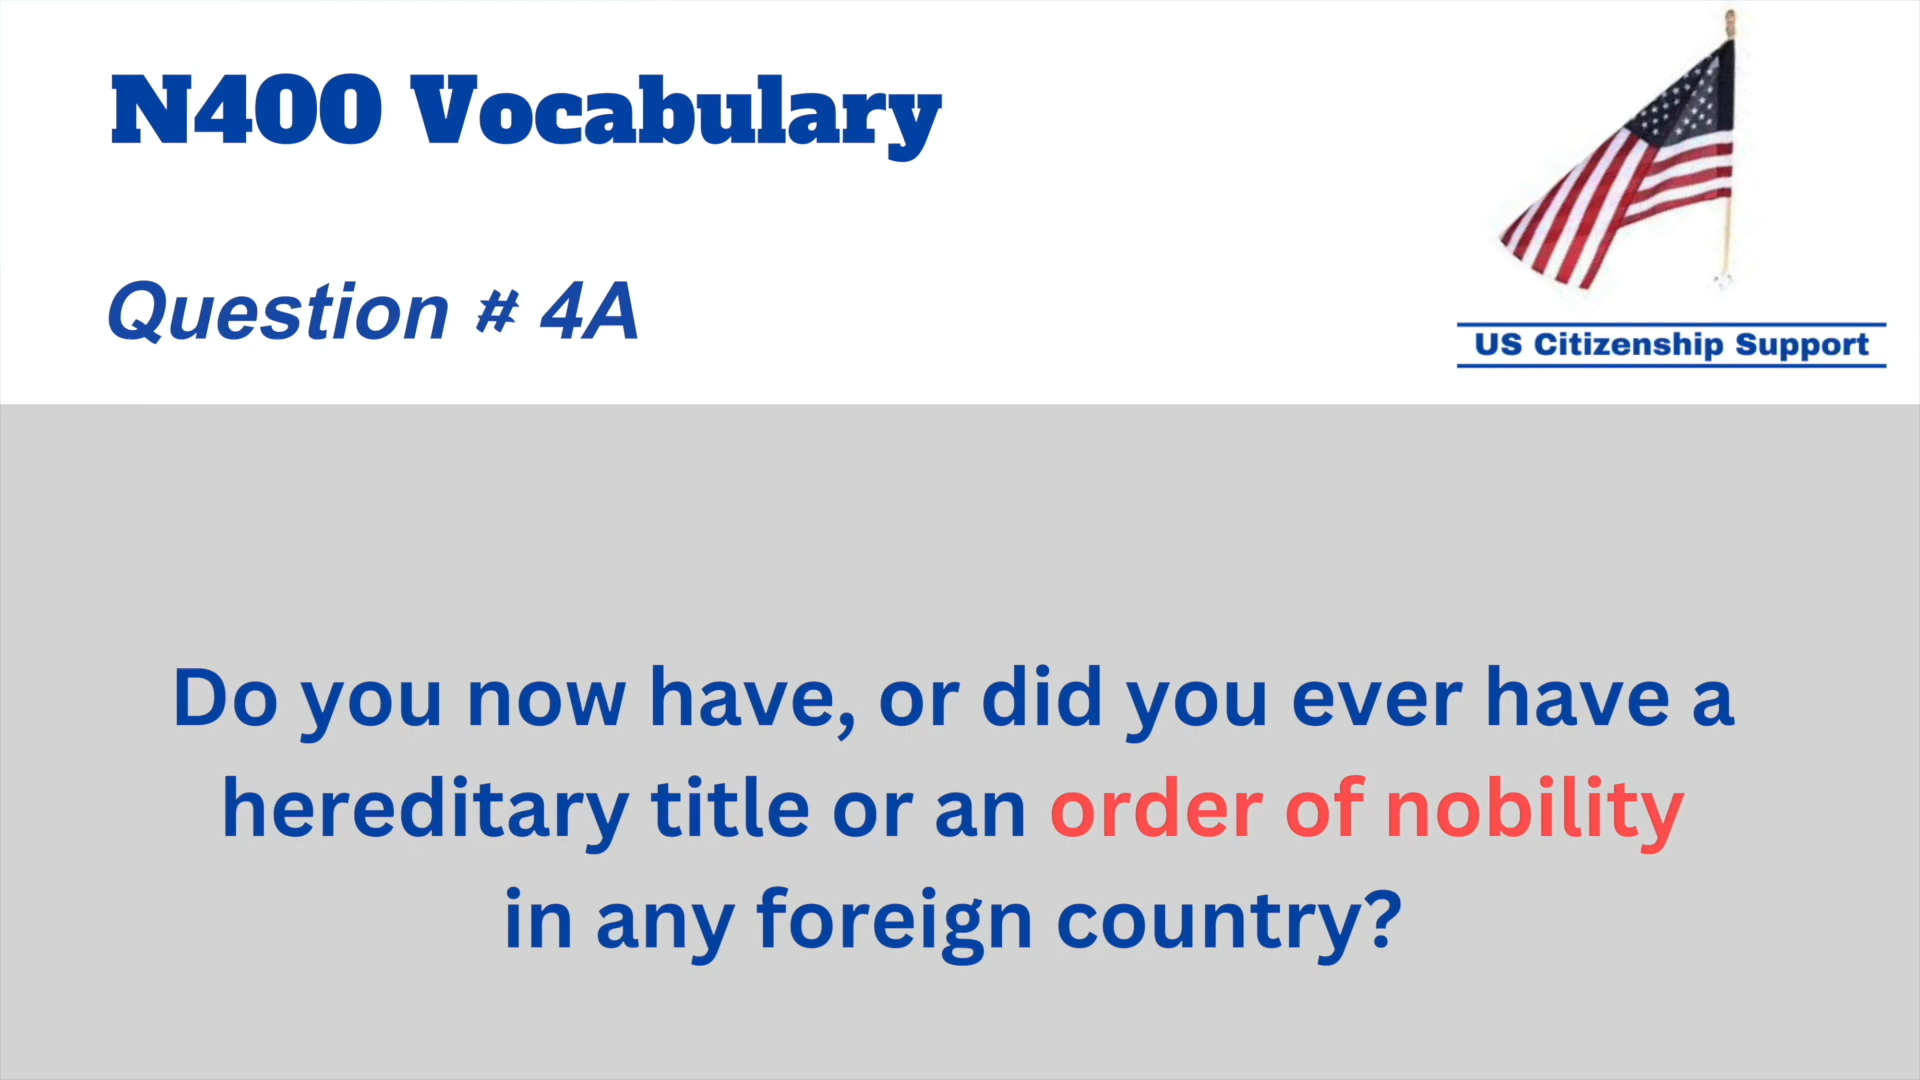 N400 Vocabulary
Question # 4A
US Citizenship Support
Do you now have, or did you ever have a
hereditary title or an order of nobility
in any foreign country?